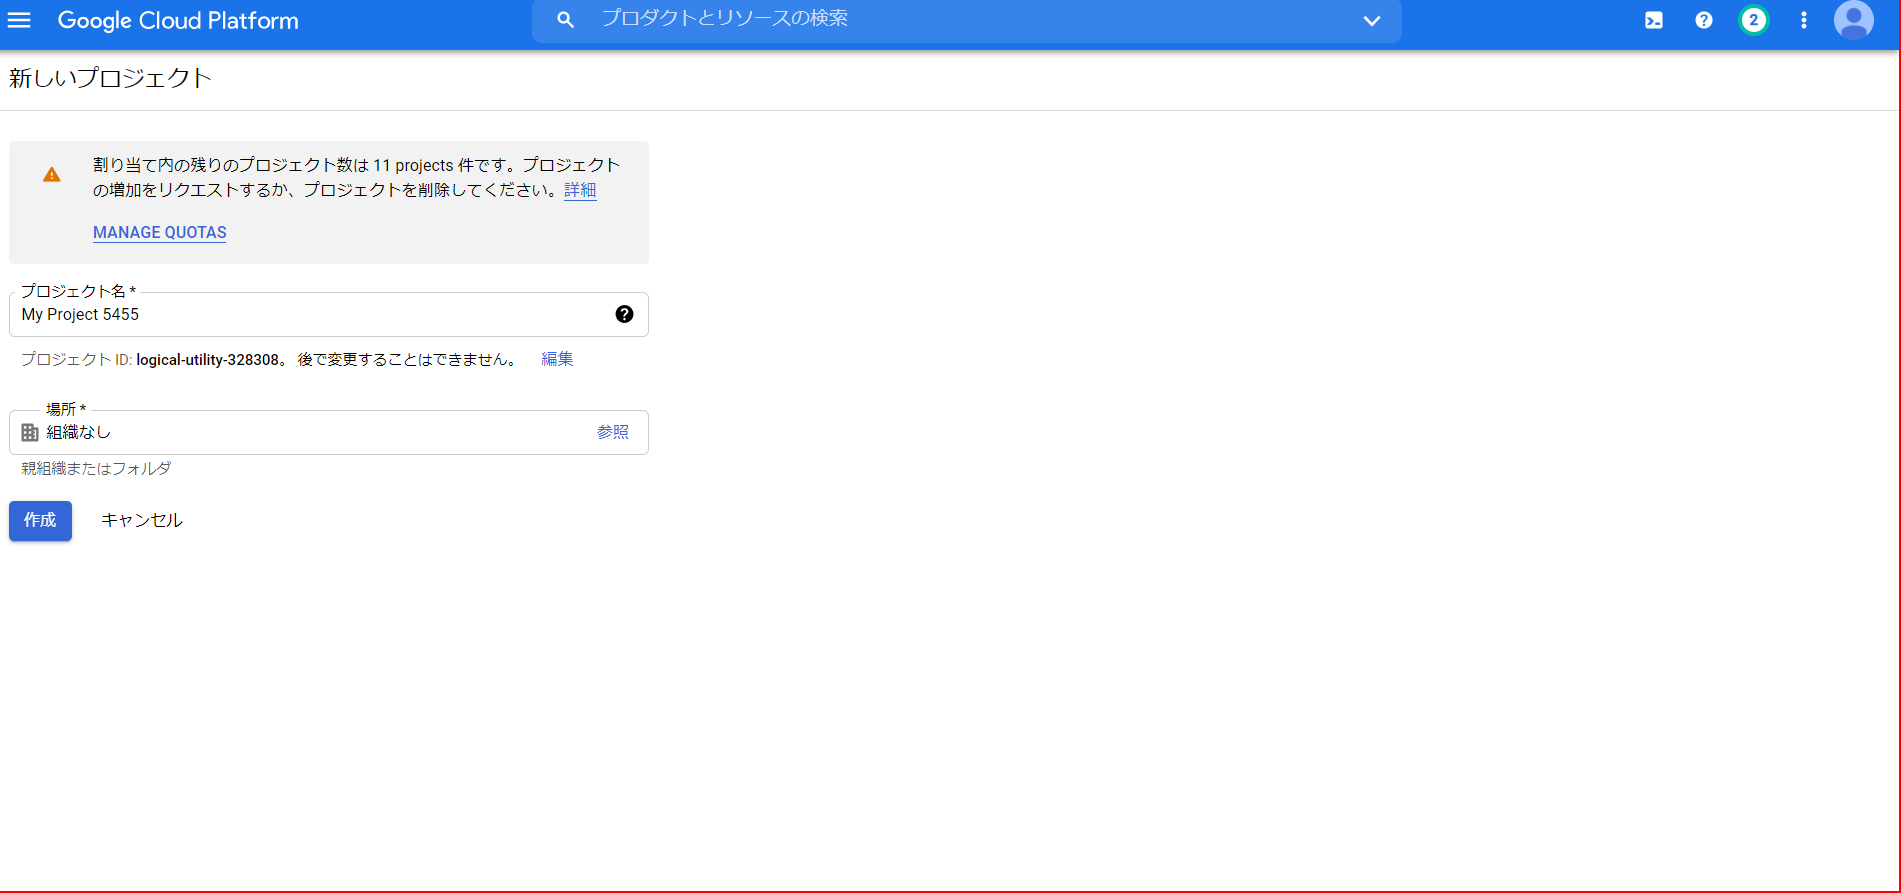 Google Cloud Platform
プロダクトとリソースの検索
2
新しいプロジェクト
割り当て内の残りのプロジェクト数は 11 projects 件です。プロジェクト
の増加をリクエストするか、プロジェクトを削除してください。詳細
MANAGE QUOTAS
プロジェクト名 *
My Project 5455
プロジェクト ID: logical-utility-328308。 後で変更することはできません。 編集
場所 *
組織なし 参照
親組織またはフォルダ
作成 キャンセル